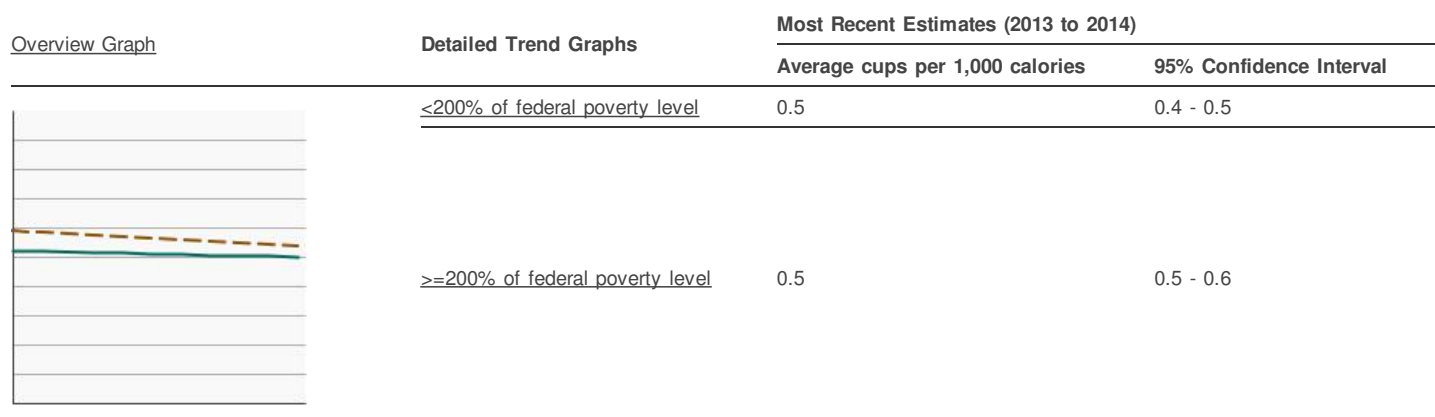 Overview Graph
Detailed Trend Graphs
Most Recent Estimates (2013 to 2014)
Average cups per 1,000 calories
95% Confidence Interval
<200% of federal poverty level
0.5
0.4 - 0.5
>=200% of federal poverty level
0.5
0.5 - 0.6